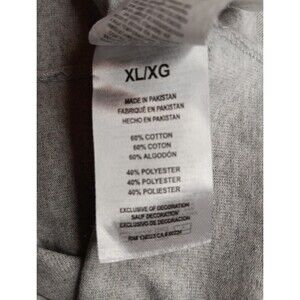 XL/XG
MADE IN PAKISTAN
FABRIQUÉ EN PAKISTAN
HECHO EN PAKISTAN
60% COTTON
60% COTON
60% ALGODÓN
40% POLYESTER
40% POLYESTER
40% POLIESTER
EXCLUSIVE OF DECORATION
SAUF DECORATION
EXCLUSIVO DE DECORACIÓN